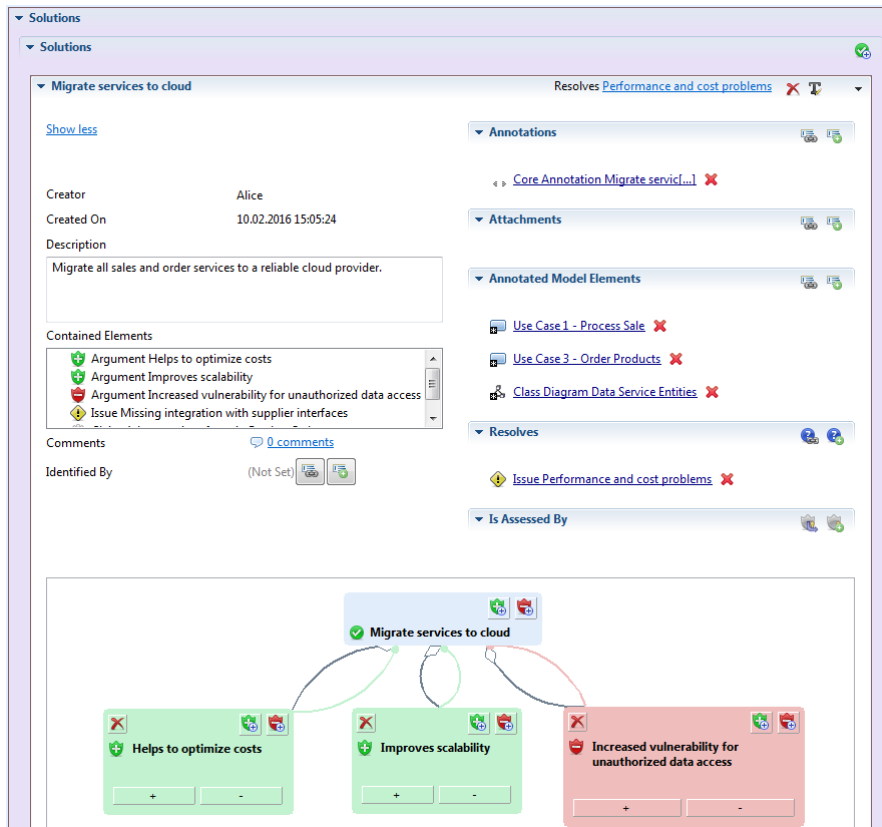 Solutions
Solutions
Migrate services to cloud
Resolves Performance and cost problems
Show less
Creator Alice
Created On 10.02.2016 15:05:24
Description
Migrate all sales and order services to a reliable cloud provider.
Contained Elements
Argument Helps to optimize costs
Argument Improves scalability
Argument Increased vulnerability for unauthorized data access
Issue Missing integration with supplier interfaces
Comments 0 comments
Identified By (Not Set)
Annotations
Core Annotation Migrate servic[...]
Attachments
Annotated Model Elements
Use Case 1 - Process Sale
Use Case 3 - Order Products
Class Diagram Data Service Entities
Resolves
Issue Performance and cost problems
Is Assessed By
Migrate services to cloud
Helps to optimize costs
+ -
Improves scalability
+ -
Increased vulnerability for
unauthorized data access
+ -